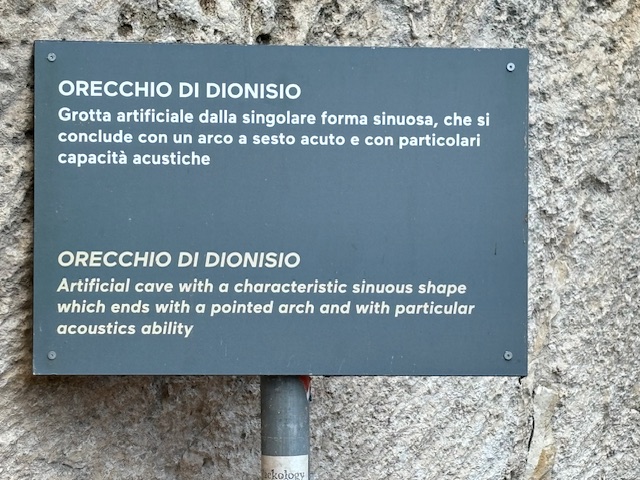 ORECCHIO DI DIONISIO
Grotta artificiale dalla singolare forma sinuosa, che si
conclude con un arco a sesto acuto e con particolari
capacità acustiche
ORECCHIO DI DIONISIO
Artificial cave with a characteristic sinuous shape
which ends with a pointed arch and with particular
acoustics ability